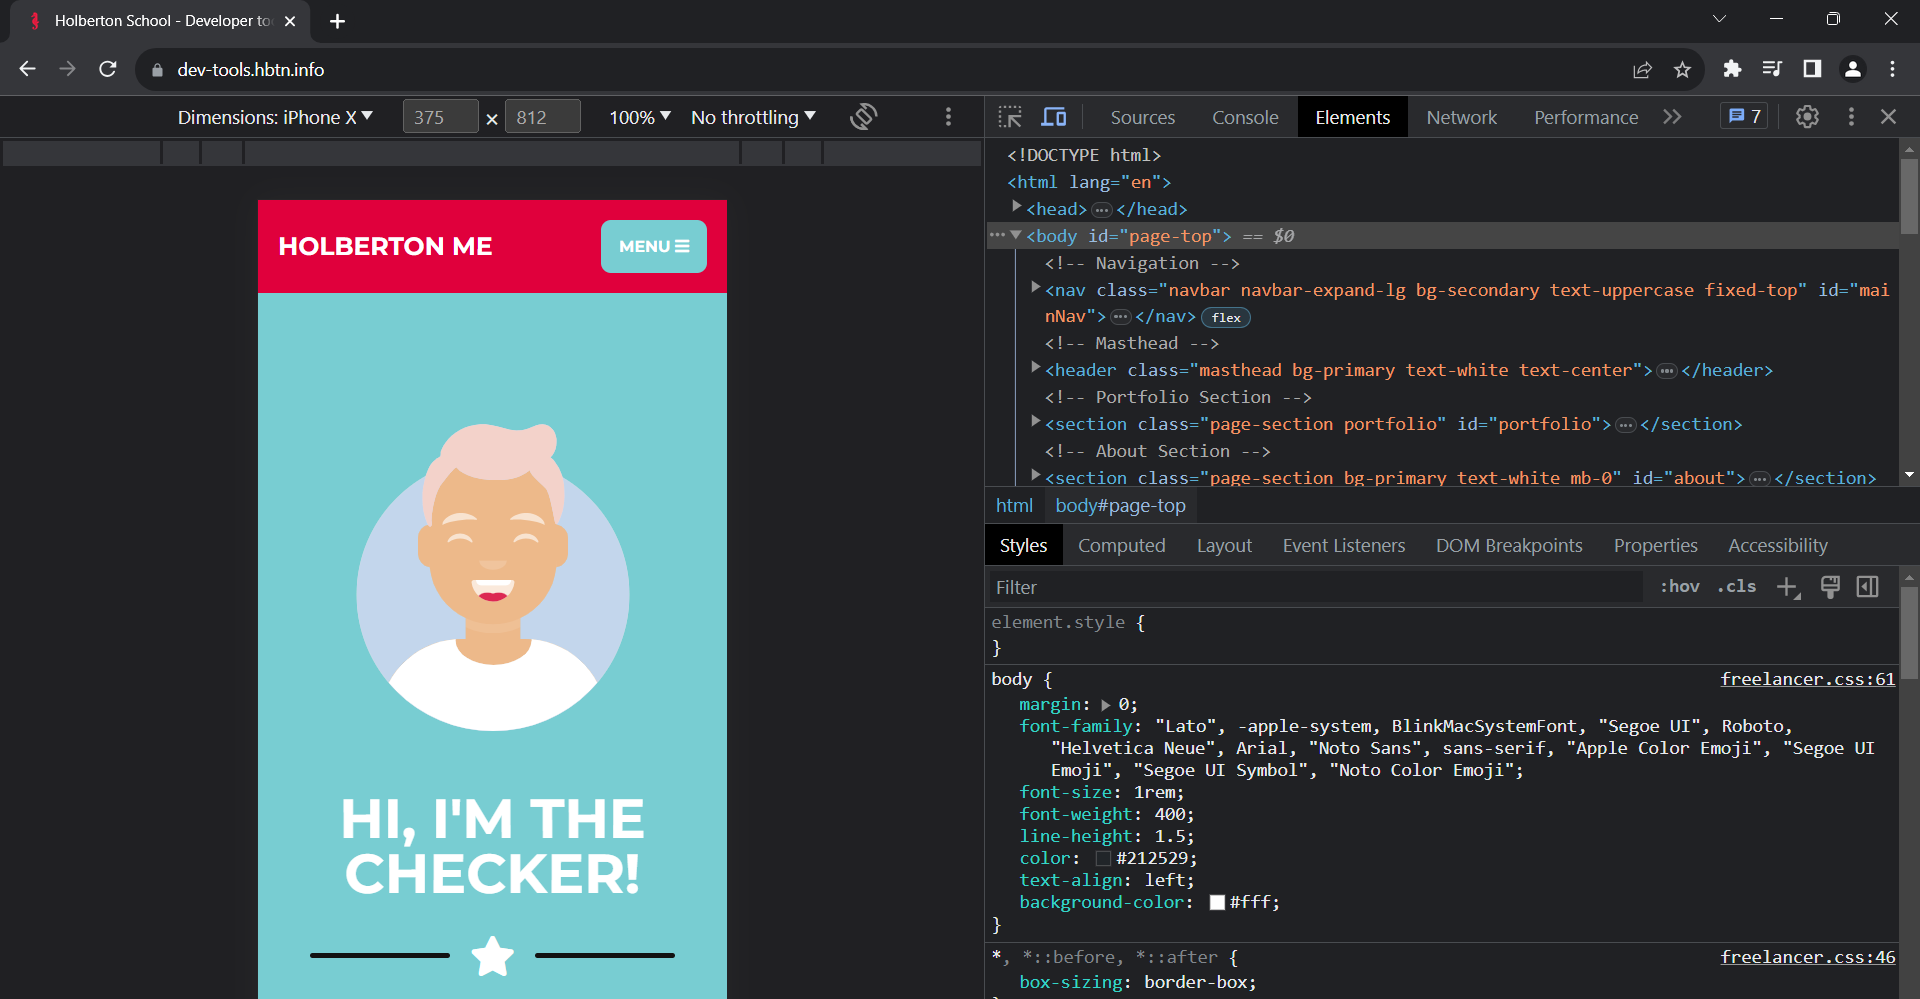 Holberton School - Developer to
dev-tools.hbtn.info
Dimensions: iPhone X ▼ 375 × 812 100% ▼ No throttling ▼
Sources Console Elements Network Performance 7
HOLBERTON ME
MENU
HI, I'M THE
CHECKER!
<!DOCTYPE html>
<html lang="en">
<head>…</head>
<body id="page-top"> == $0
<!-- Navigation -->
<nav class="navbar navbar-expand-lg bg-secondary text-uppercase fixed-top" id="mai
nNav">…</nav> flex
<!-- Masthead -->
<header class="masthead bg-primary text-white text-center">…</header>
<!-- Portfolio Section -->
<section class="page-section portfolio" id="portfolio">…</section>
<!-- About Section -->
<section class="page-section bg-primary text-white mb-0" id="about">…</section>
html body#page-top
Styles Computed Layout Event Listeners DOM Breakpoints Properties Accessibility
Filter :hov .cls
element.style {
}
body { freelancer.css:61
margin: 0;
font-family: "Lato", -apple-system, BlinkMacSystemFont, "Segoe UI", Roboto,
"Helvetica Neue", Arial, "Noto Sans", sans-serif, "Apple Color Emoji", "Segoe UI
Emoji", "Segoe UI Symbol", "Noto Color Emoji";
font-size: 1rem;
font-weight: 400;
line-height: 1.5;
color: #212529;
text-align: left;
background-color: #fff;
}
*, *::before, *::after { freelancer.css:46
box-sizing: border-box;